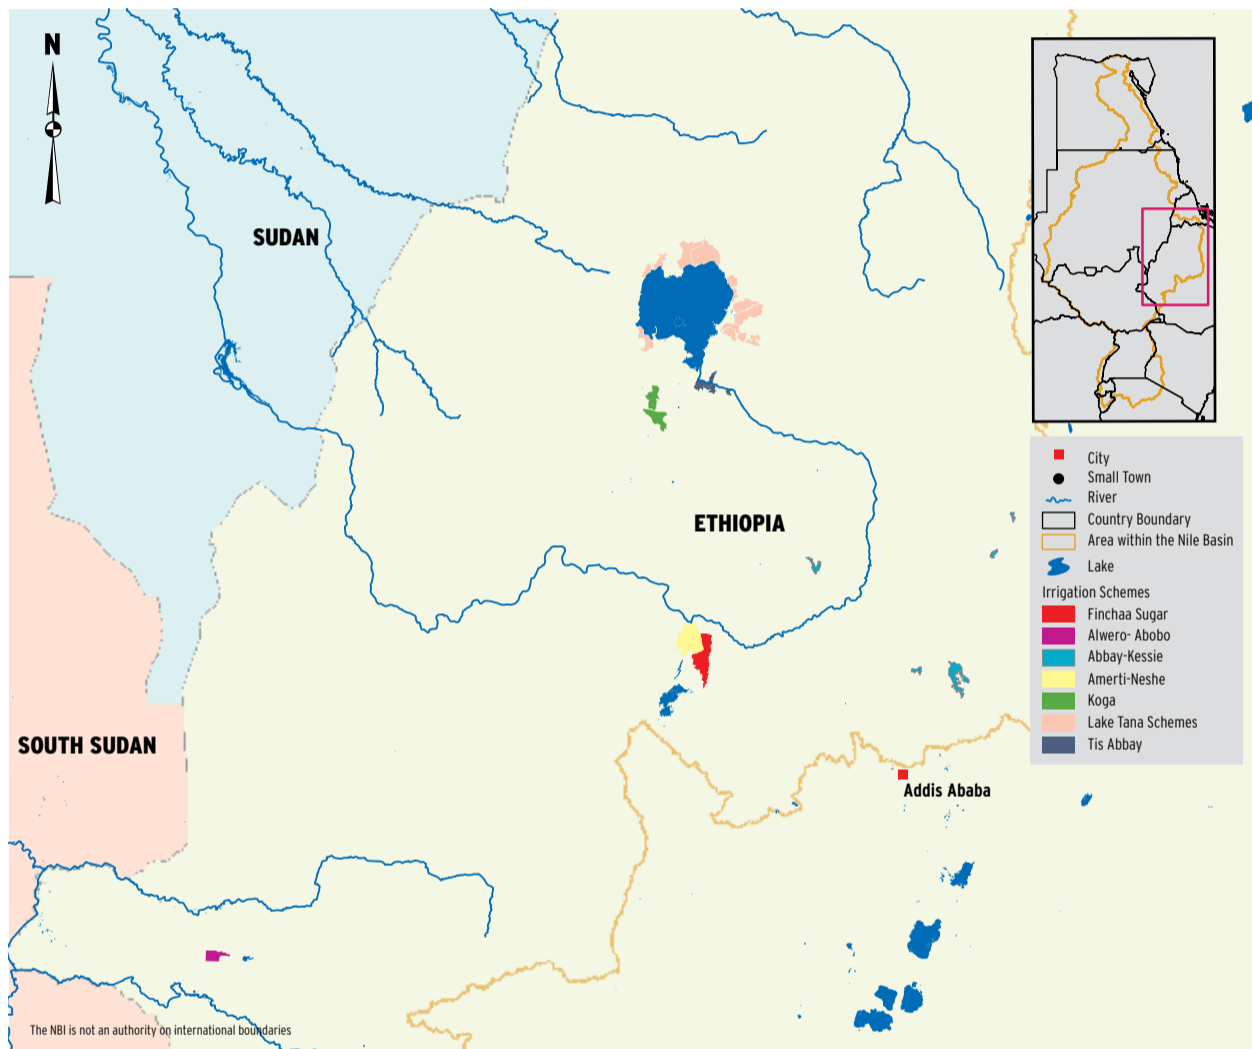 N
SUDAN
ETHIOPIA
SOUTH SUDAN
Addis Ababa
City
Small Town
River
Country Boundary
Area within the Nile Basin
Lake
Irrigation Schemes
Finchaa Sugar
Alwero- Abobo
Abbay-Kessie
Amerti-Neshe
Koga
Lake Tana Schemes
Tis Abbay
The NBI is not an authority on international boundaries